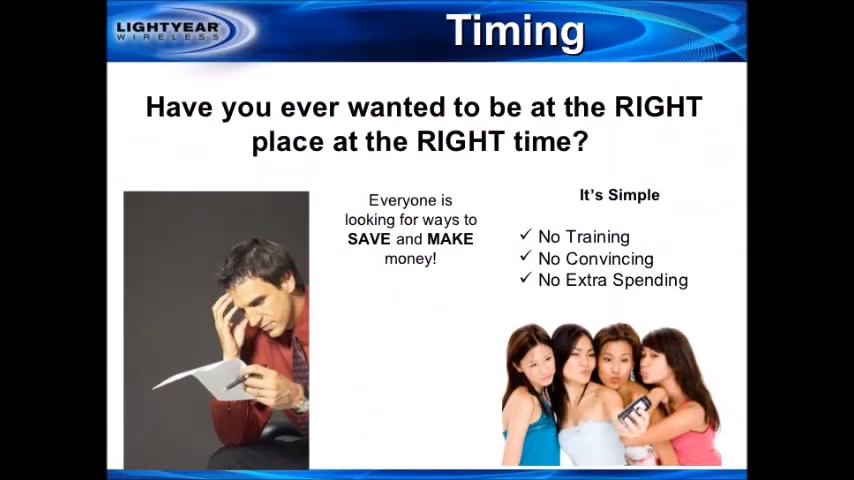 LIGHTYEAR
WIRELESS
Timing
Have you ever wanted to be at the RIGHT
place at the RIGHT time?
Everyone is
looking for ways to
SAVE and MAKE
money!
It's Simple
✓ No Training
✓ No Convincing
✓ No Extra Spending